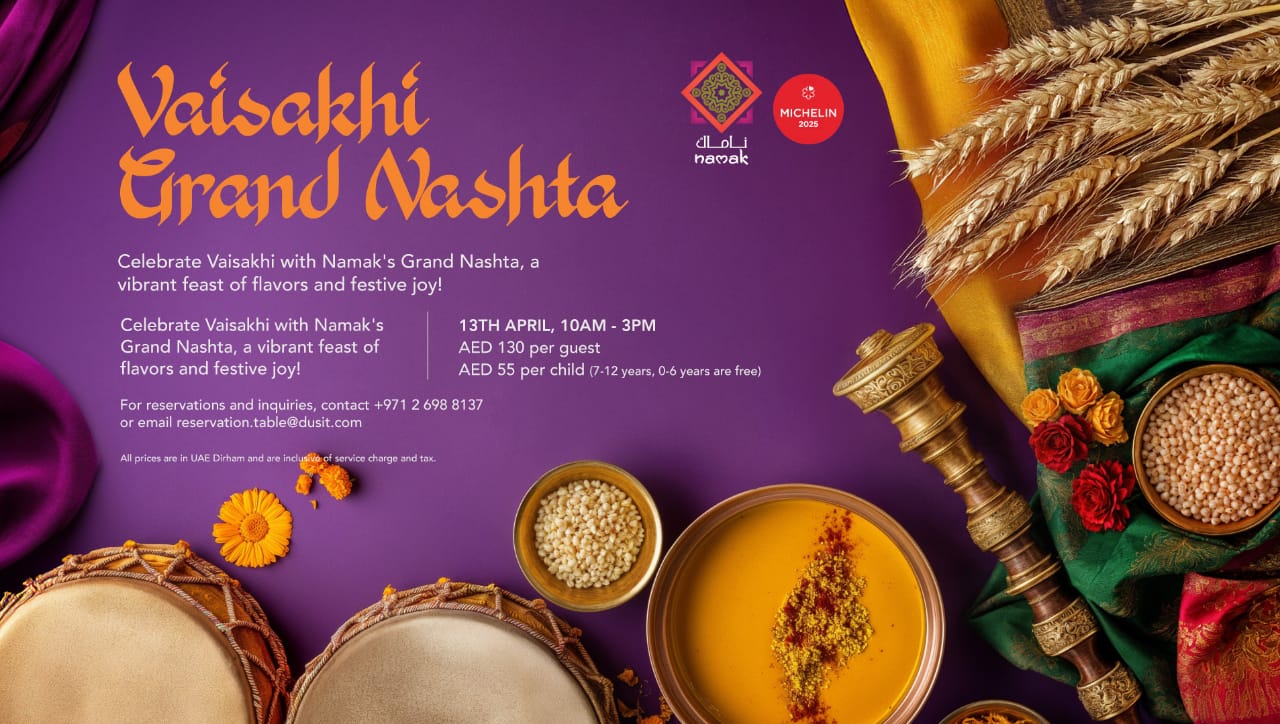 Vaisakhi
Grand Nashta
ناماك
namak
MICHELIN
2025
Celebrate Vaisakhi with Namak's Grand Nashta, a
vibrant feast of flavors and festive joy!
Celebrate Vaisakhi with Namak's
Grand Nashta, a vibrant feast of
flavors and festive joy!
13TH APRIL, 10AM - 3PM
AED 130 per guest
AED 55 per child (7-12 years, 0-6 years are free)
For reservations and inquiries, contact +971 2 698 8137
or email reservation.table@dusit.com
All prices are in UAE Dirham and are inclusive of service charge and tax.